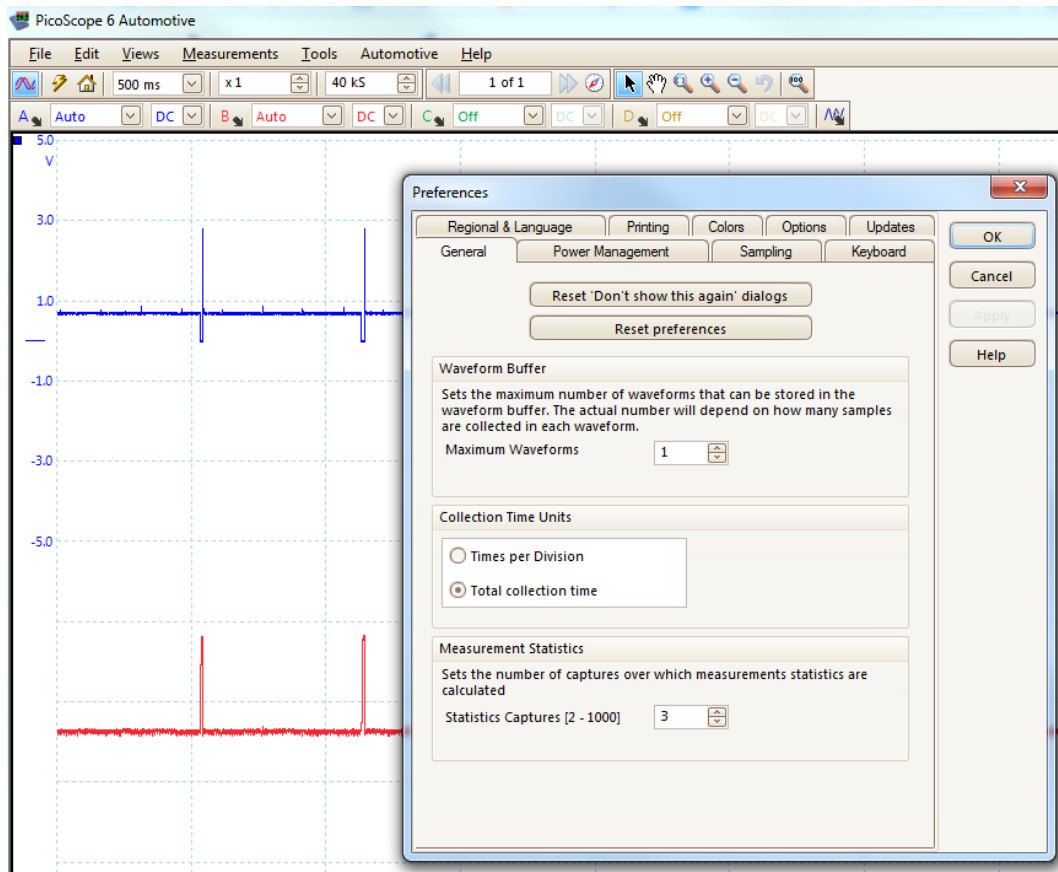 PicoScope 6 Automotive
File Edit Views Measurements Tools Automotive Help
500 ms x 1 40 kS 1 of 1
A Auto DC B Auto DC C Off DC D Off DC
5.0
V
3.0
1.0
-1.0
-3.0
-5.0
Preferences
Regional & Language Printing Colors Options Updates
General Power Management Sampling Keyboard
OK
Cancel
Apply
Help
Reset 'Don't show this again' dialogs
Reset preferences
Waveform Buffer
Sets the maximum number of waveforms that can be stored in the
waveform buffer. The actual number will depend on how many samples
are collected in each waveform.
Maximum Waveforms 1
Collection Time Units
Times per Division
Total collection time
Measurement Statistics
Sets the number of captures over which measurements statistics are
calculated
Statistics Captures [2 - 1000] 3